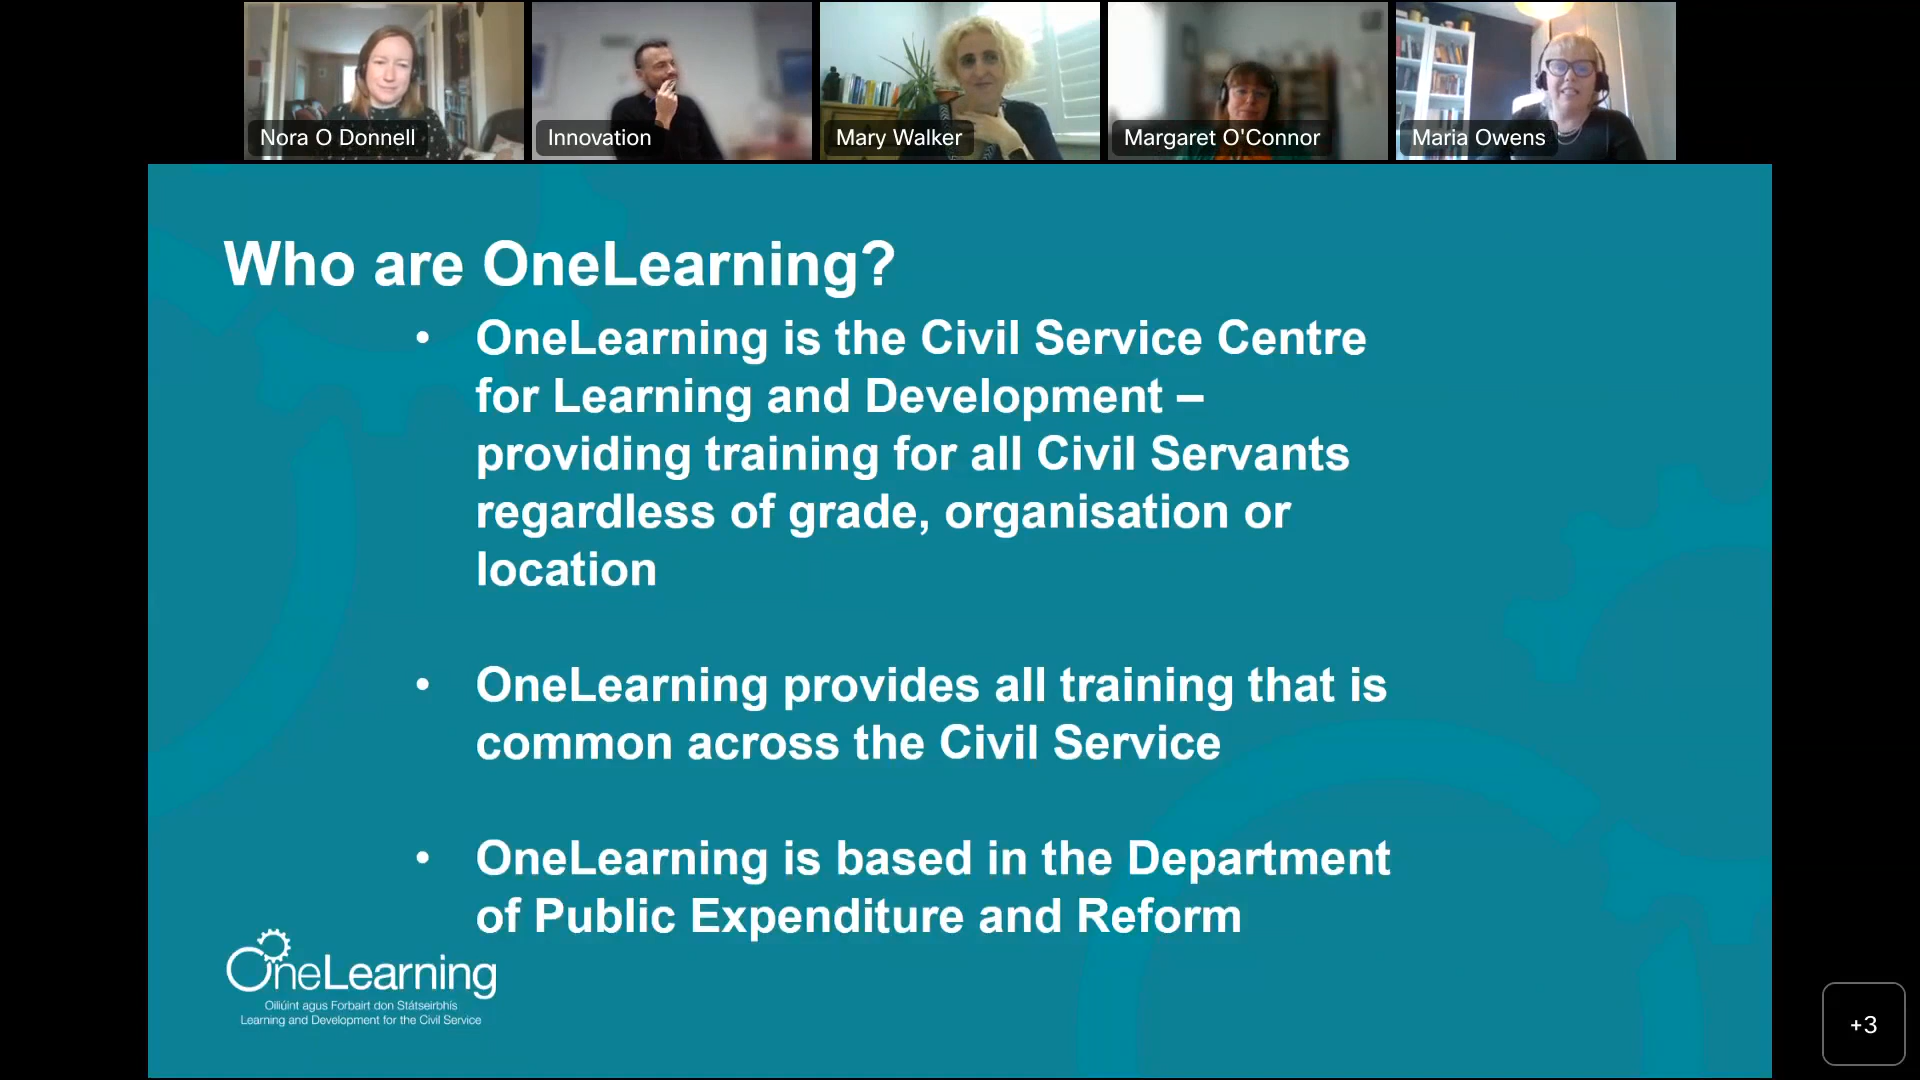 Nora O Donnell
Innovation
Mary Walker
Margaret O'Connor
Maria Owens
Who are OneLearning?
• OneLearning is the Civil Service Centre
for Learning and Development –
providing training for all Civil Servants
regardless of grade, organisation or
location
• OneLearning provides all training that is
common across the Civil Service
• OneLearning is based in the Department
of Public Expenditure and Reform
OneLearning
Oiliúint agus Forbairt don Státseirbhís
Learning and Development for the Civil Service
+3